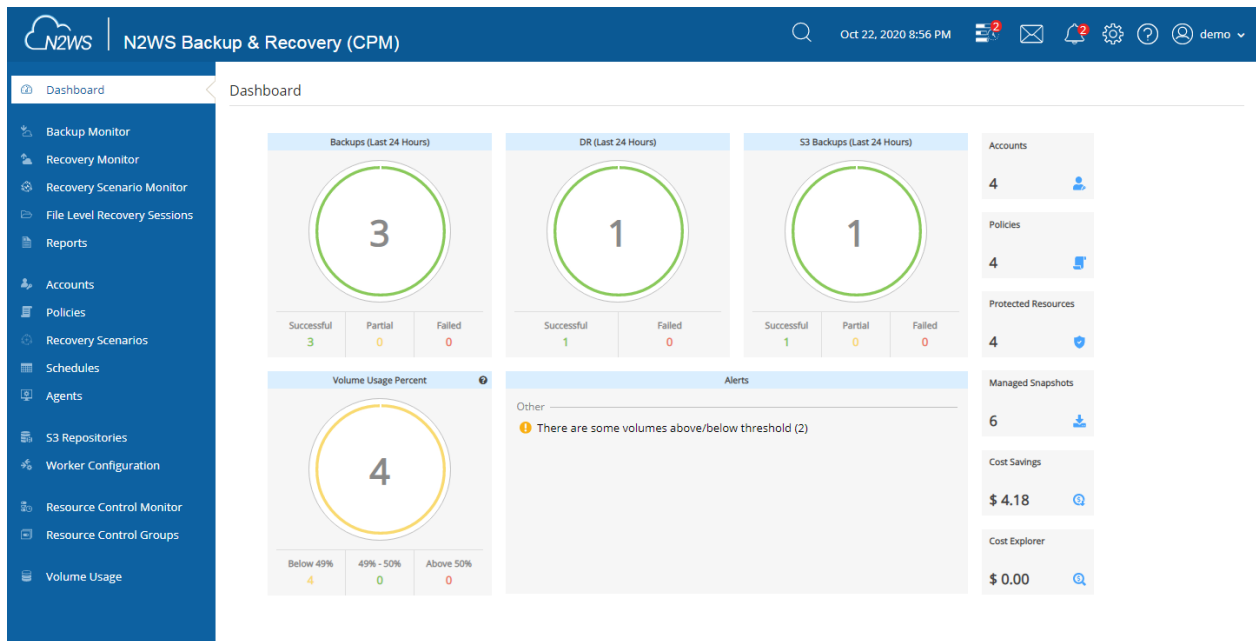 N2WS
N2WS Backup & Recovery (CPM)
Oct 22, 2020 8:56 PM
2
2
demo
Dashboard
Backup Monitor
Recovery Monitor
Recovery Scenario Monitor
File Level Recovery Sessions
Reports
Accounts
Policies
Recovery Scenarios
Schedules
Agents
S3 Repositories
Worker Configuration
Resource Control Monitor
Resource Control Groups
Volume Usage
Dashboard
Backups (Last 24 Hours)
3
Successful Partial Failed
3 0 0
DR (Last 24 Hours)
1
Successful Failed
1 0
S3 Backups (Last 24 Hours)
1
Successful Partial Failed
1 0 0
Volume Usage Percent
4
Below 49% 49% - 50% Above 50%
4 0 0
Alerts
Other
There are some volumes above/below threshold (2)
Accounts
4
Policies
4
Protected Resources
4
Managed Snapshots
6
Cost Savings
$ 4.18
Cost Explorer
$ 0.00